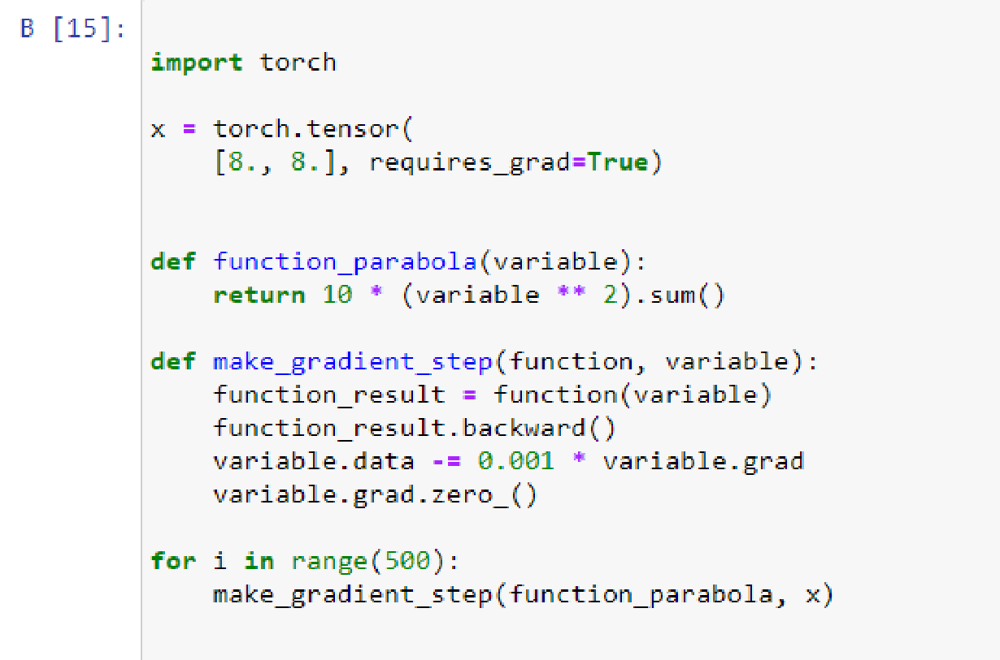 В [15]:
import torch
x = torch.tensor(
    [8., 8.], requires_grad=True)
def function_parabola(variable):
    return 10 * (variable ** 2).sum()
def make_gradient_step(function, variable):
    function_result = function(variable)
    function_result.backward()
    variable.data -= 0.001 * variable.grad
    variable.grad.zero_()
for i in range(500):
    make_gradient_step(function_parabola, x)